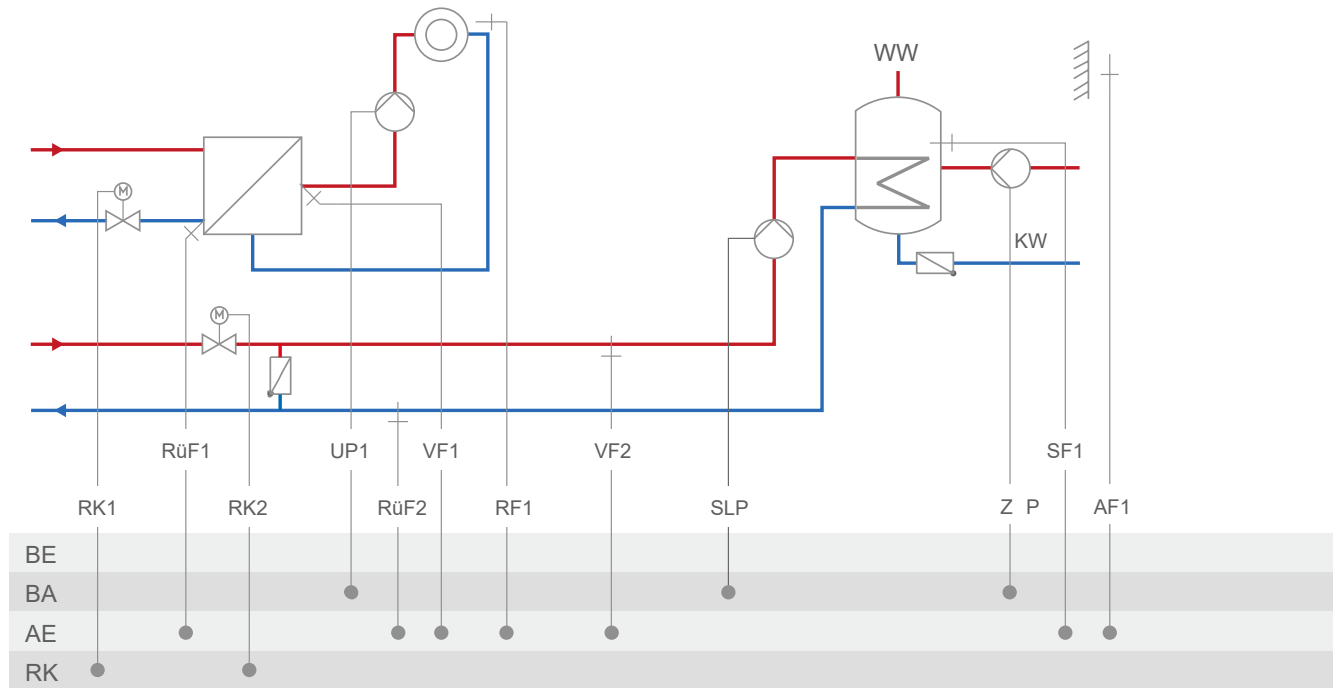 WW
M
KW
M
RüF1 UP1 VF1 VF2 SF1
RK1 RK2 RüF2 RF1 SLP Z P AF1
BE
BA
AE
RK